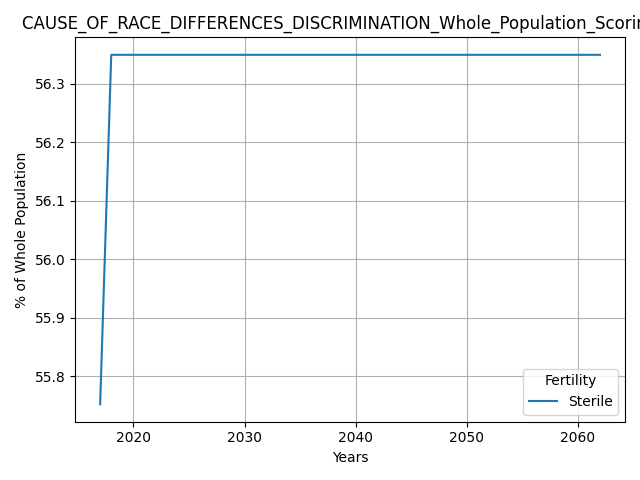 CAUSE_OF_RACE_DIFFERENCES_DISCRIMINATION_Whole_Population_Scorin
% of Whole Population
56.3
56.2
56.1
56.0
55.9
55.8
Fertility
Sterile
2020 2030 2040 2050 2060
Years